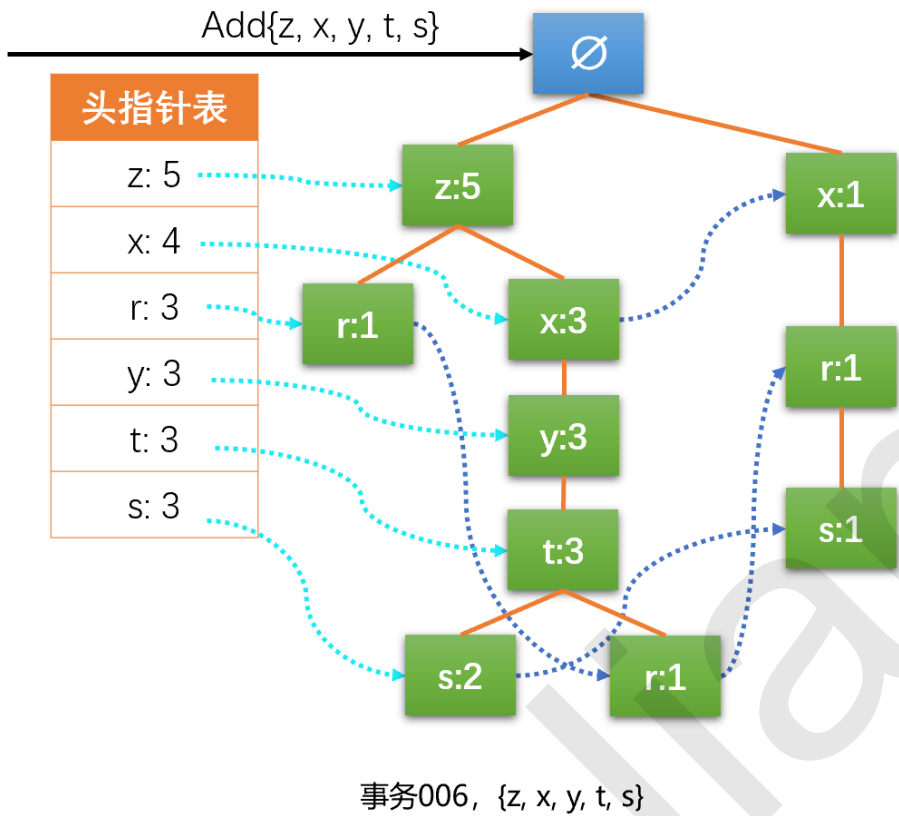 Add{z, x, y, t, s}
∅
头指针表
z: 5
x: 4
r: 3
y: 3
t: 3
s: 3
z:5
x:1
r:1
x:3
r:1
y:3
t:3
s:1
s:2
r:1
事务006，{z, x, y, t, s}